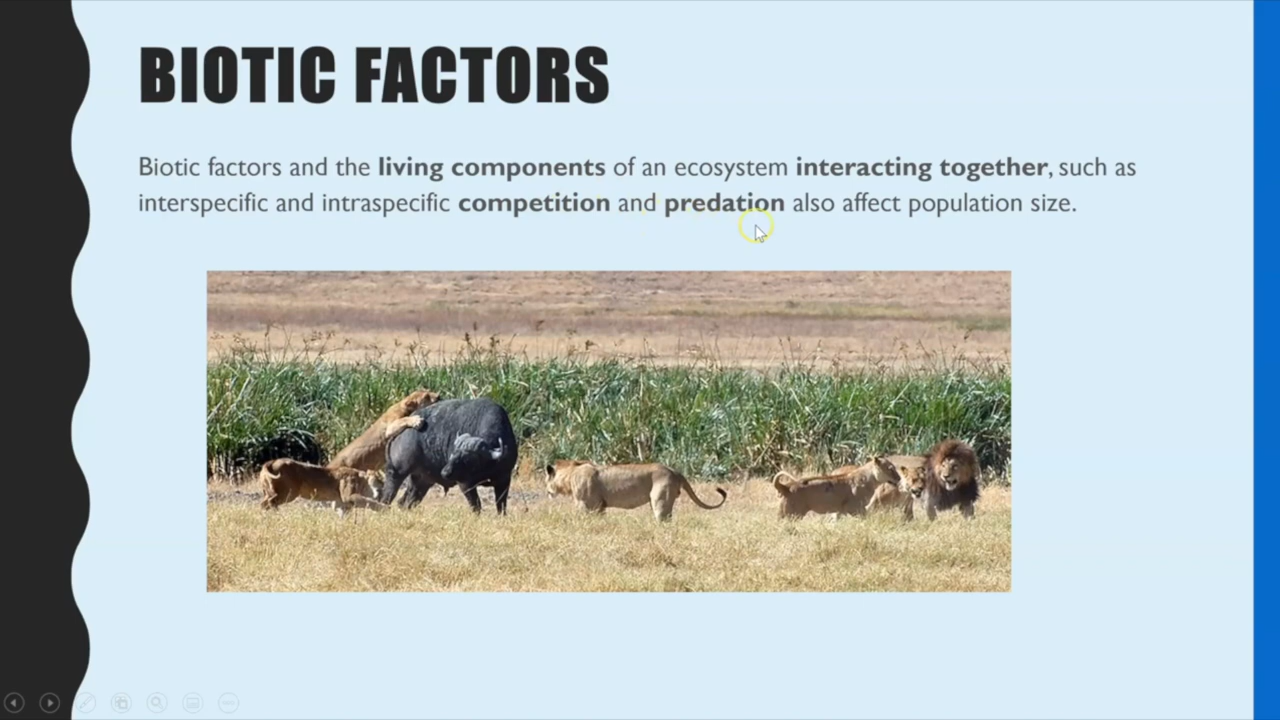 BIOTIC FACTORS
Biotic factors and the living components of an ecosystem interacting together, such as
interspecific and intraspecific competition and predation also affect population size.